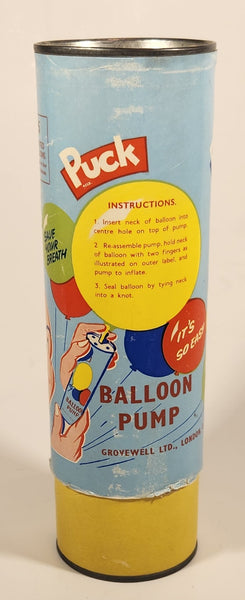 Puck
INSTRUCTIONS.
1. Insert neck of balloon into
centre hole on top of pump.
2. Re-assemble pump, hold neck
of balloon with two fingers as
illustrated on outer label, and
pump to inflate.
3. Seal balloon by tying neck
into a knot.
SAVE
YOUR
BREATH
IT'S
SO EASY
BALLOON
PUMP
BALLOON
PUMP
GROVEWELL LTD., LONDON